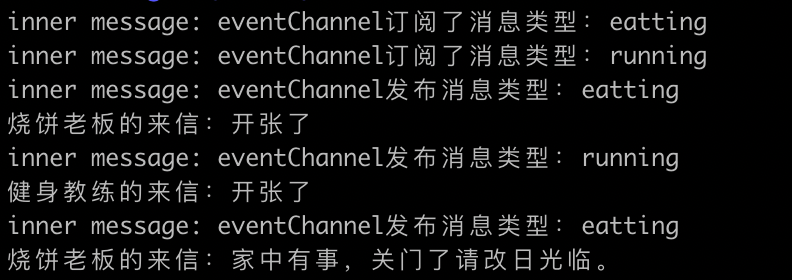 inner message: eventChannel订阅了消息类型：eatting
inner message: eventChannel订阅了消息类型：running
inner message: eventChannel发布消息类型：eatting
烧饼老板的来信：开张了
inner message: eventChannel发布消息类型：running
健身教练的来信：开张了
inner message: eventChannel发布消息类型：eatting
烧饼老板的来信：家中有事，关门了请改日光临。